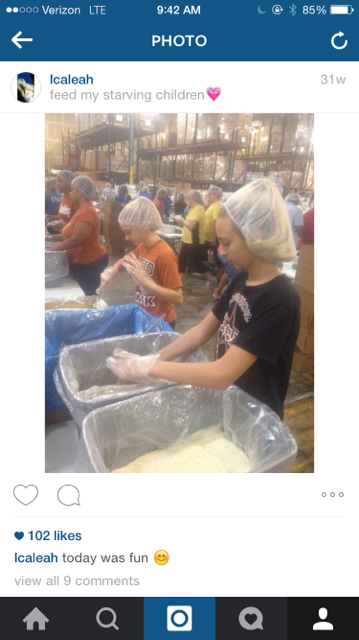 Verizon LTE 9:42 AM 85%
PHOTO
lcaleah 31w
feed my starving children
102 likes
lcaleah today was fun
view all 9 comments